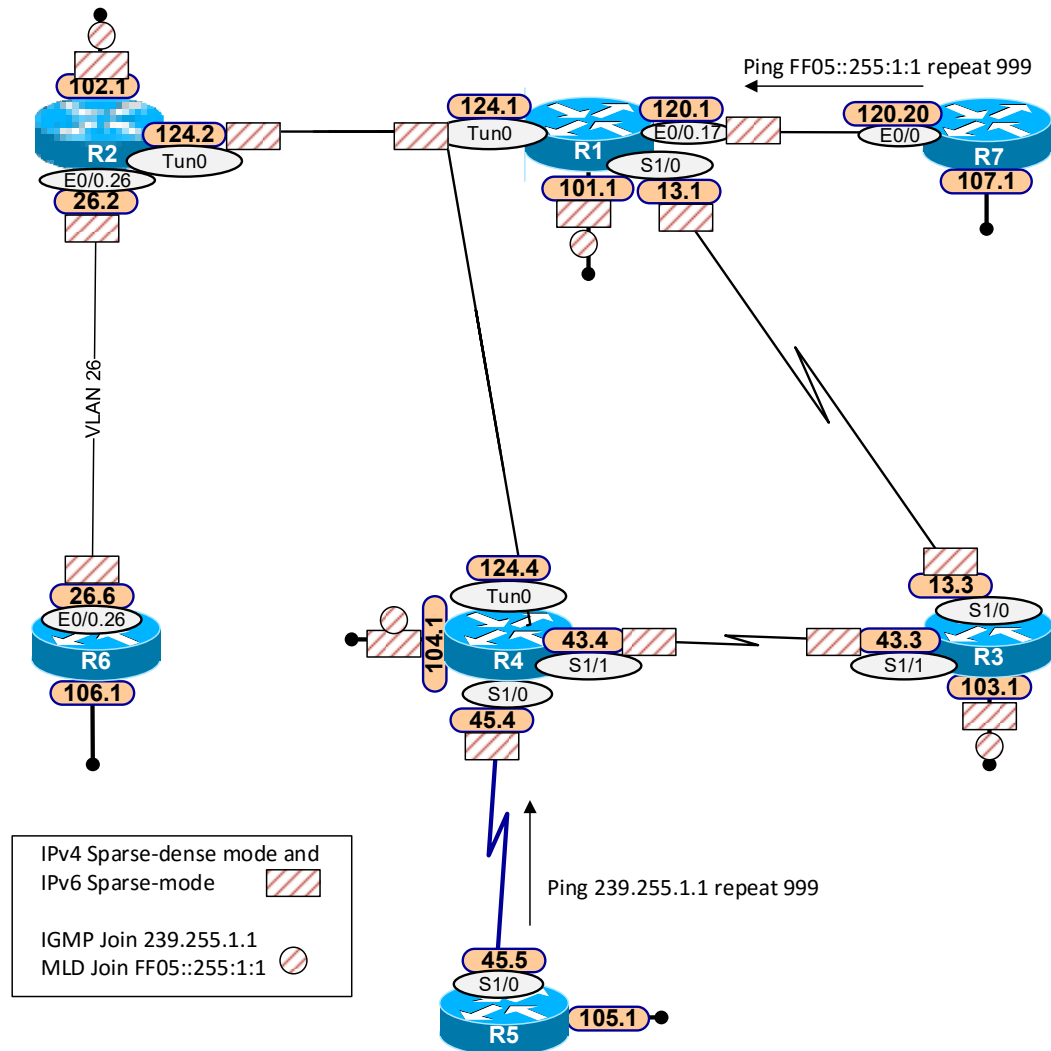 102.1
R2
124.2
Tun0
E0/0.26
26.2
124.1
Tun0
R1
120.1
E0/0.17
S1/0
101.1
13.1
Ping FF05::255:1:1 repeat 999
120.20
E0/0
R7
107.1
VLAN 26
26.6
E0/0.26
R6
106.1
124.4
Tun0
104.1
R4
43.4
S1/1
S1/0
45.4
13.3
S1/0
43.3
S1/1
R3
103.1
IPv4 Sparse-dense mode and
IPv6 Sparse-mode
IGMP Join 239.255.1.1
MLD Join FF05::255:1:1
Ping 239.255.1.1 repeat 999
45.5
S1/0
R5
105.1